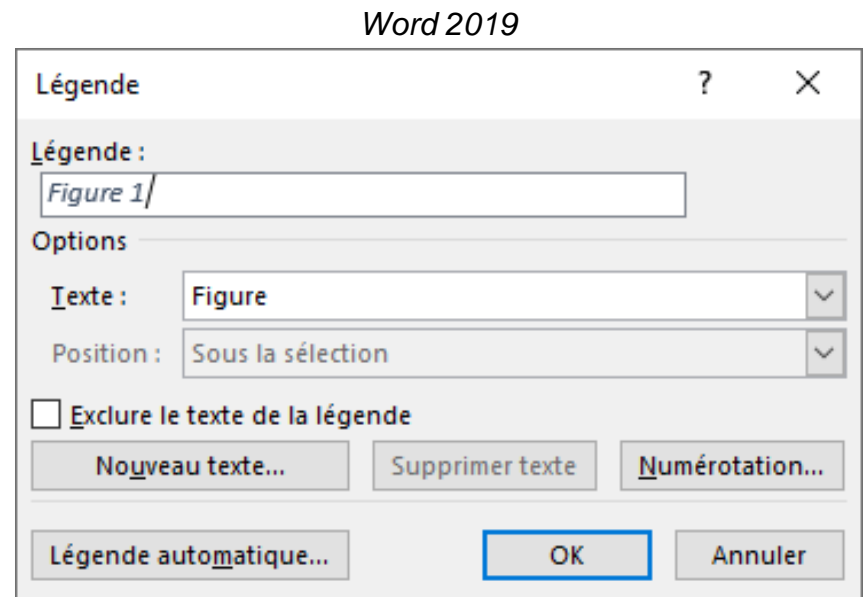 Word 2019
Légende ?
Légende :
Figure 1
Options
Texte : Figure
Position : Sous la sélection
Exclure le texte de la légende
Nouveau texte... Supprimer texte Numérotation...
Légende automatique... OK Annuler